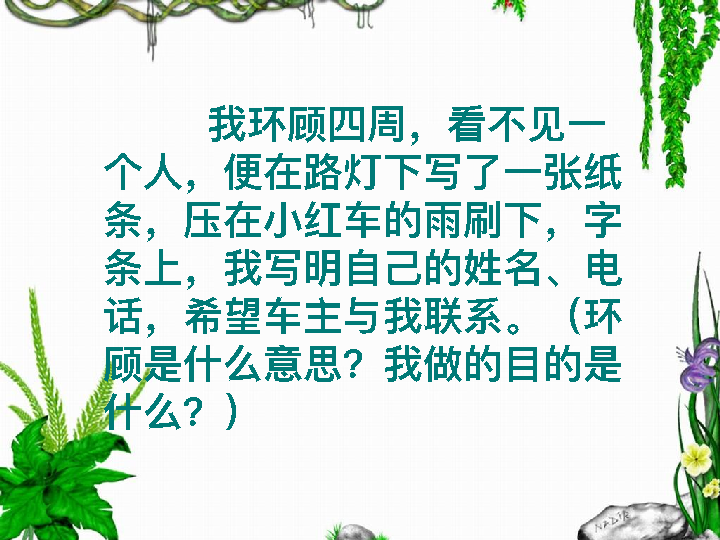 我环顾四周，看不见一
个人，便在路灯下写了一张纸
条，压在小红车的雨刷下，字
条上，我写明自己的姓名、电
话，希望车主与我联系。（环
顾是什么意思？我做的目的是
什么？）